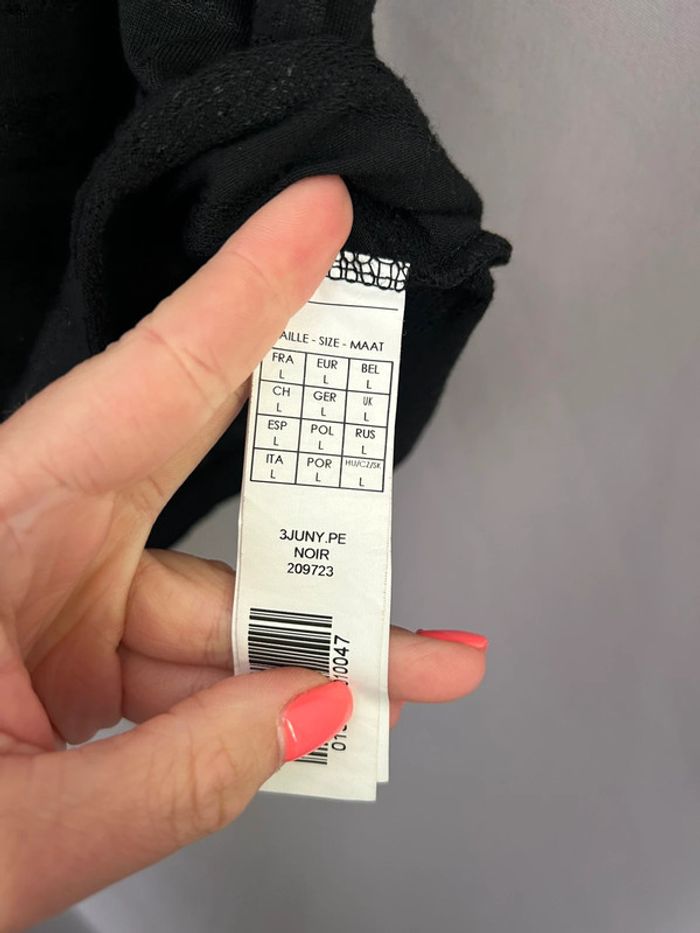 AILLE - SIZE - MAAT
FRA EUR BEL
L L L
CH GER UK
L L L
ESP POL RUS
L L L
ITA POR HU/CZ/SK
L L L
3JUNY.PE
NOIR
209723